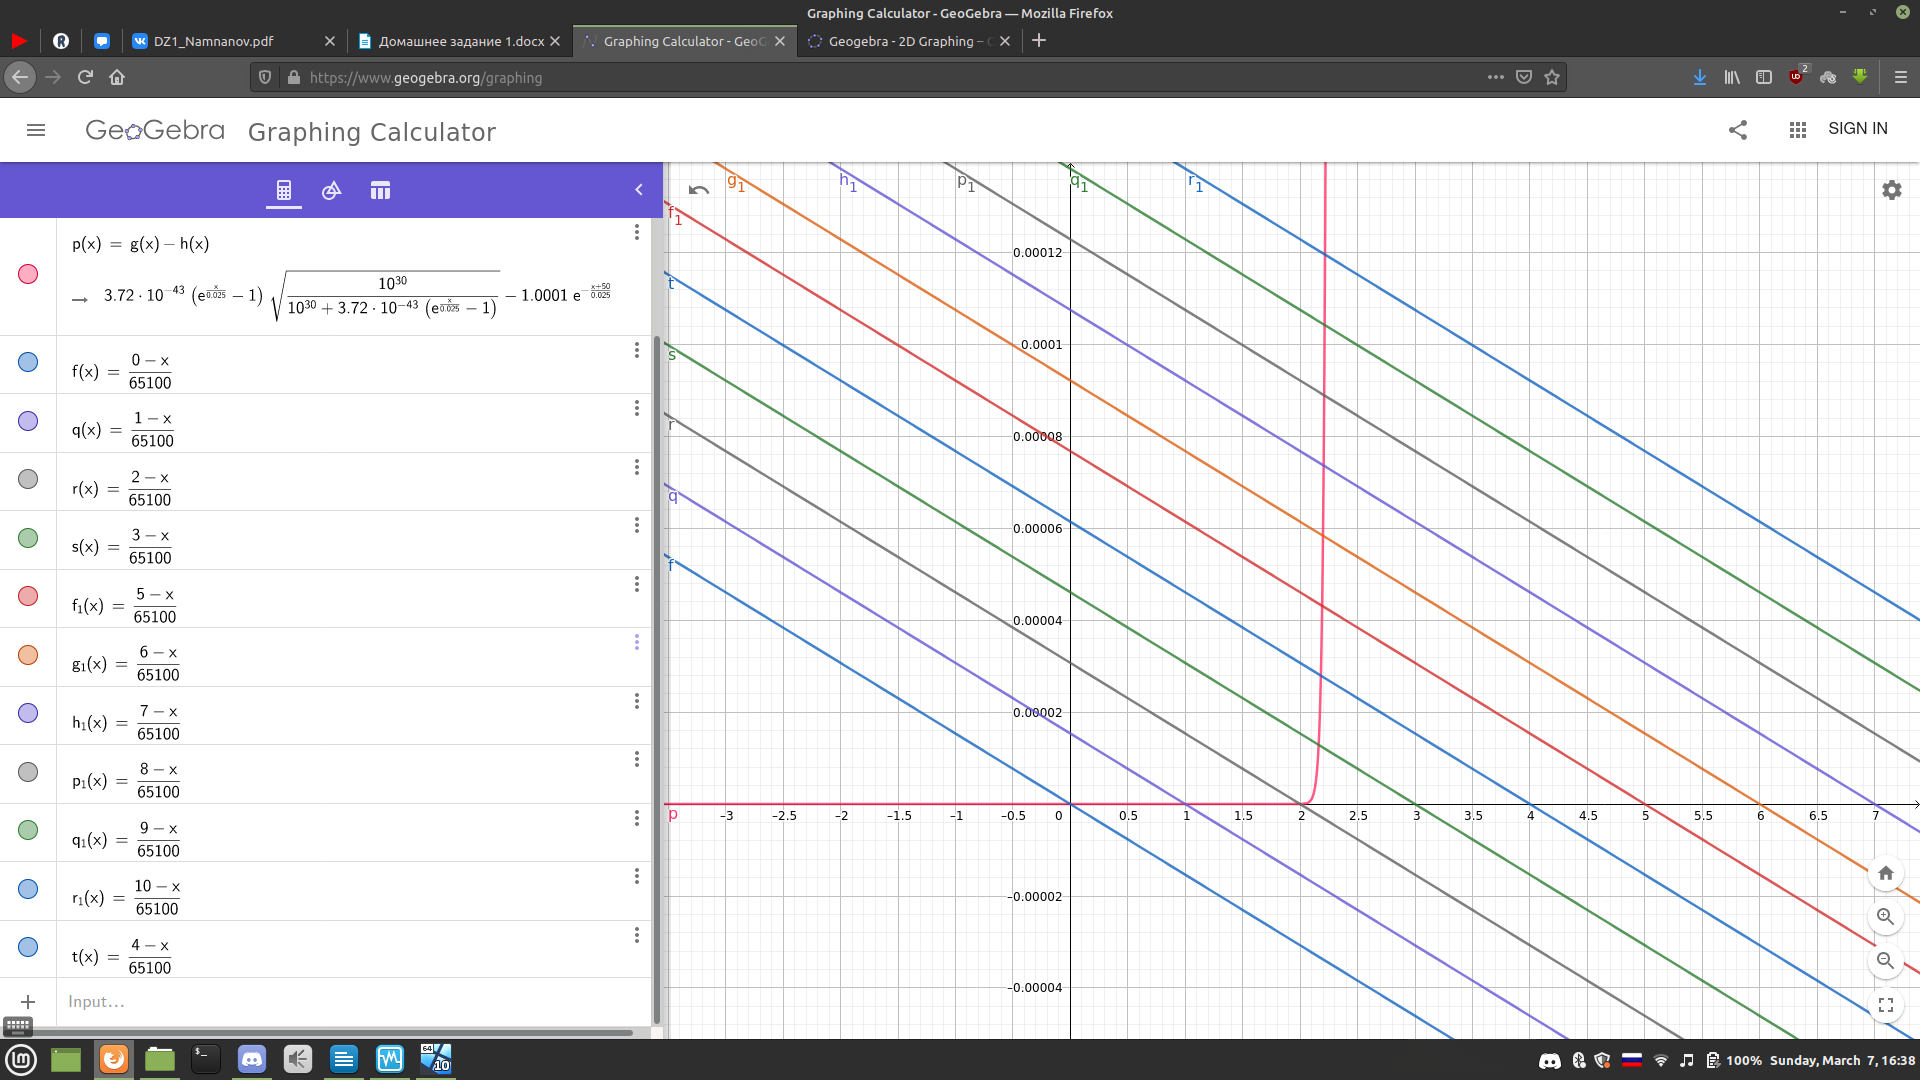 Graphing Calculator - GeoGebra — Mozilla Firefox
DZ1_Namnanov.pdf
Домашнее задание 1.docx
Graphing Calculator - GeoG
Geogebra - 2D Graphing –
https://www.geogebra.org/graphing
2
GeoGebra
Graphing Calculator
SIGN IN
p(x) = g(x) − h(x)
→ 3.72 · 10⁻⁴³ (e^(x/0.025) − 1) √(10³⁰ / (10³⁰ + 3.72 · 10⁻⁴³ (e^(x/0.025) − 1))) − 1.0001 e^(−(x+50)/0.025)
f(x) = (0 − x)/65100
q(x) = (1 − x)/65100
r(x) = (2 − x)/65100
s(x) = (3 − x)/65100
f₁(x) = (5 − x)/65100
g₁(x) = (6 − x)/65100
h₁(x) = (7 − x)/65100
p₁(x) = (8 − x)/65100
q₁(x) = (9 − x)/65100
r₁(x) = (10 − x)/65100
t(x) = (4 − x)/65100
Input...
g₁ h₁ p₁ q₁ r₁
f₁
t
s
r
q
f
p
0.00012
0.0001
0.00008
0.00006
0.00004
0.00002
-3 -2.5 -2 -1.5 -1 -0.5 0 0.5 1 1.5 2 2.5 3 3.5 4 4.5 5 5.5 6 6.5 7
-0.00002
-0.00004
64
10
100% Sunday, March 7, 16:38